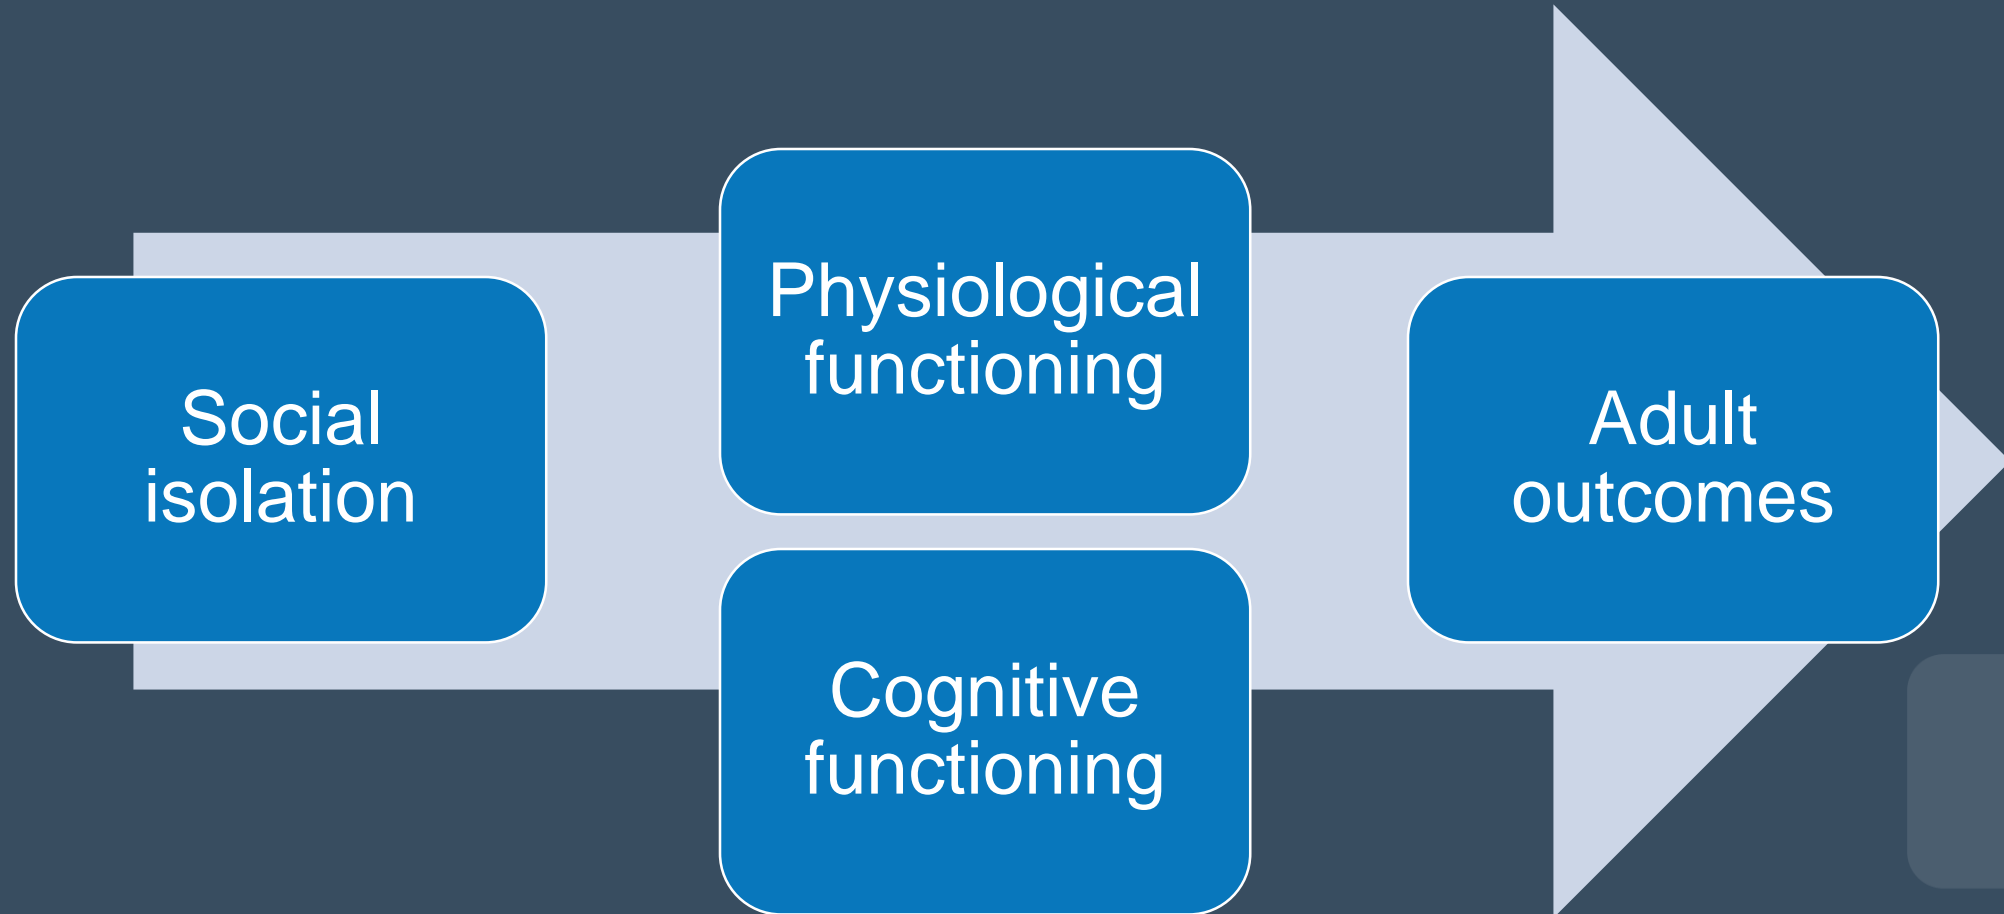 Social
isolation
Physiological
functioning
Cognitive
functioning
Adult
outcomes